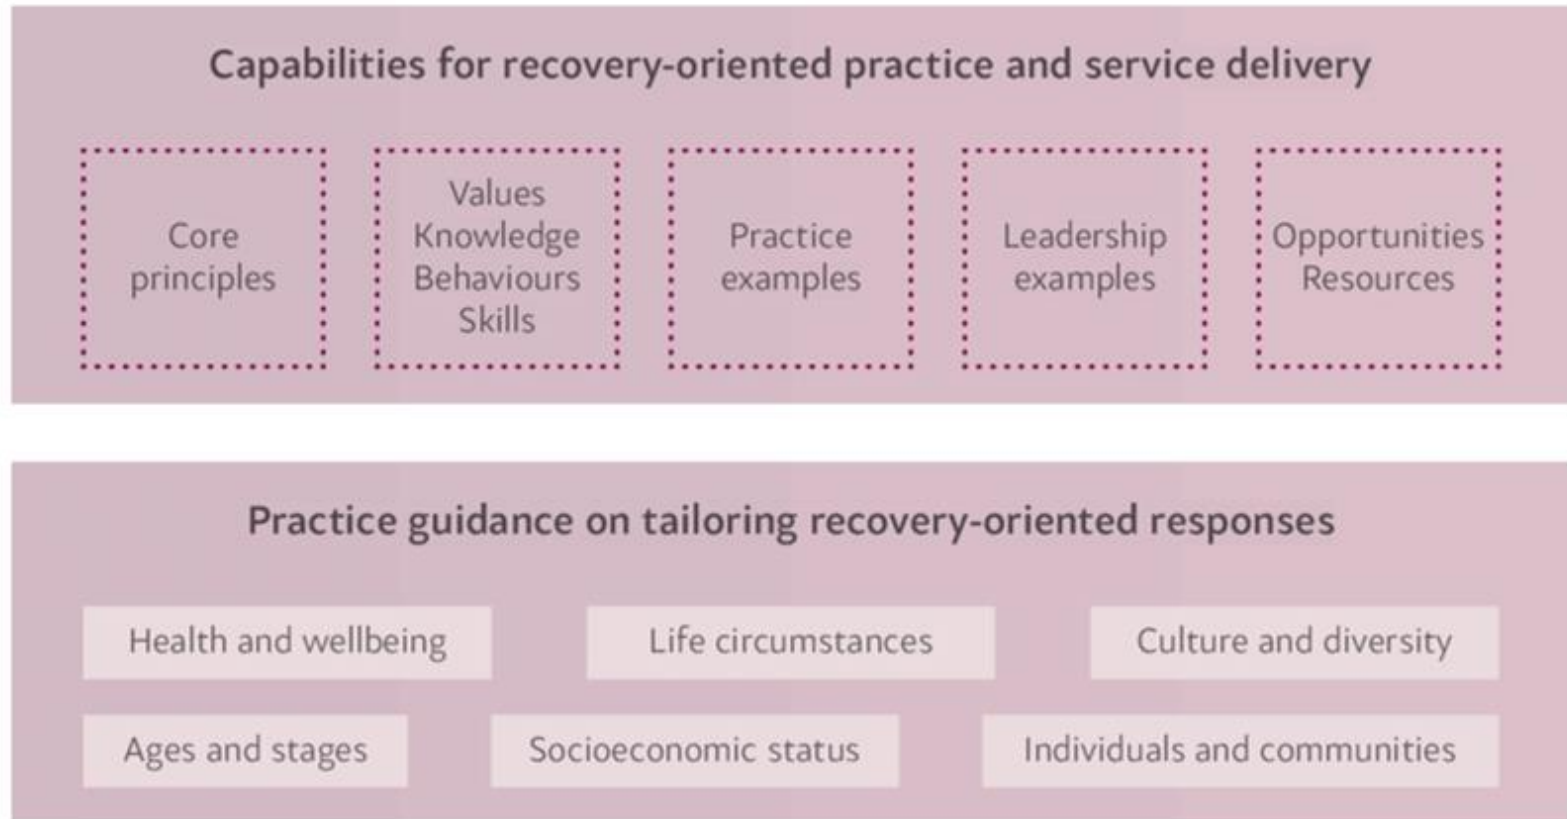 Capabilities for recovery-oriented practice and service delivery
Core
principles
Values
Knowledge
Behaviours
Skills
Practice
examples
Leadership
examples
Opportunities
Resources
Practice guidance on tailoring recovery-oriented responses
Health and wellbeing
Life circumstances
Culture and diversity
Ages and stages
Socioeconomic status
Individuals and communities